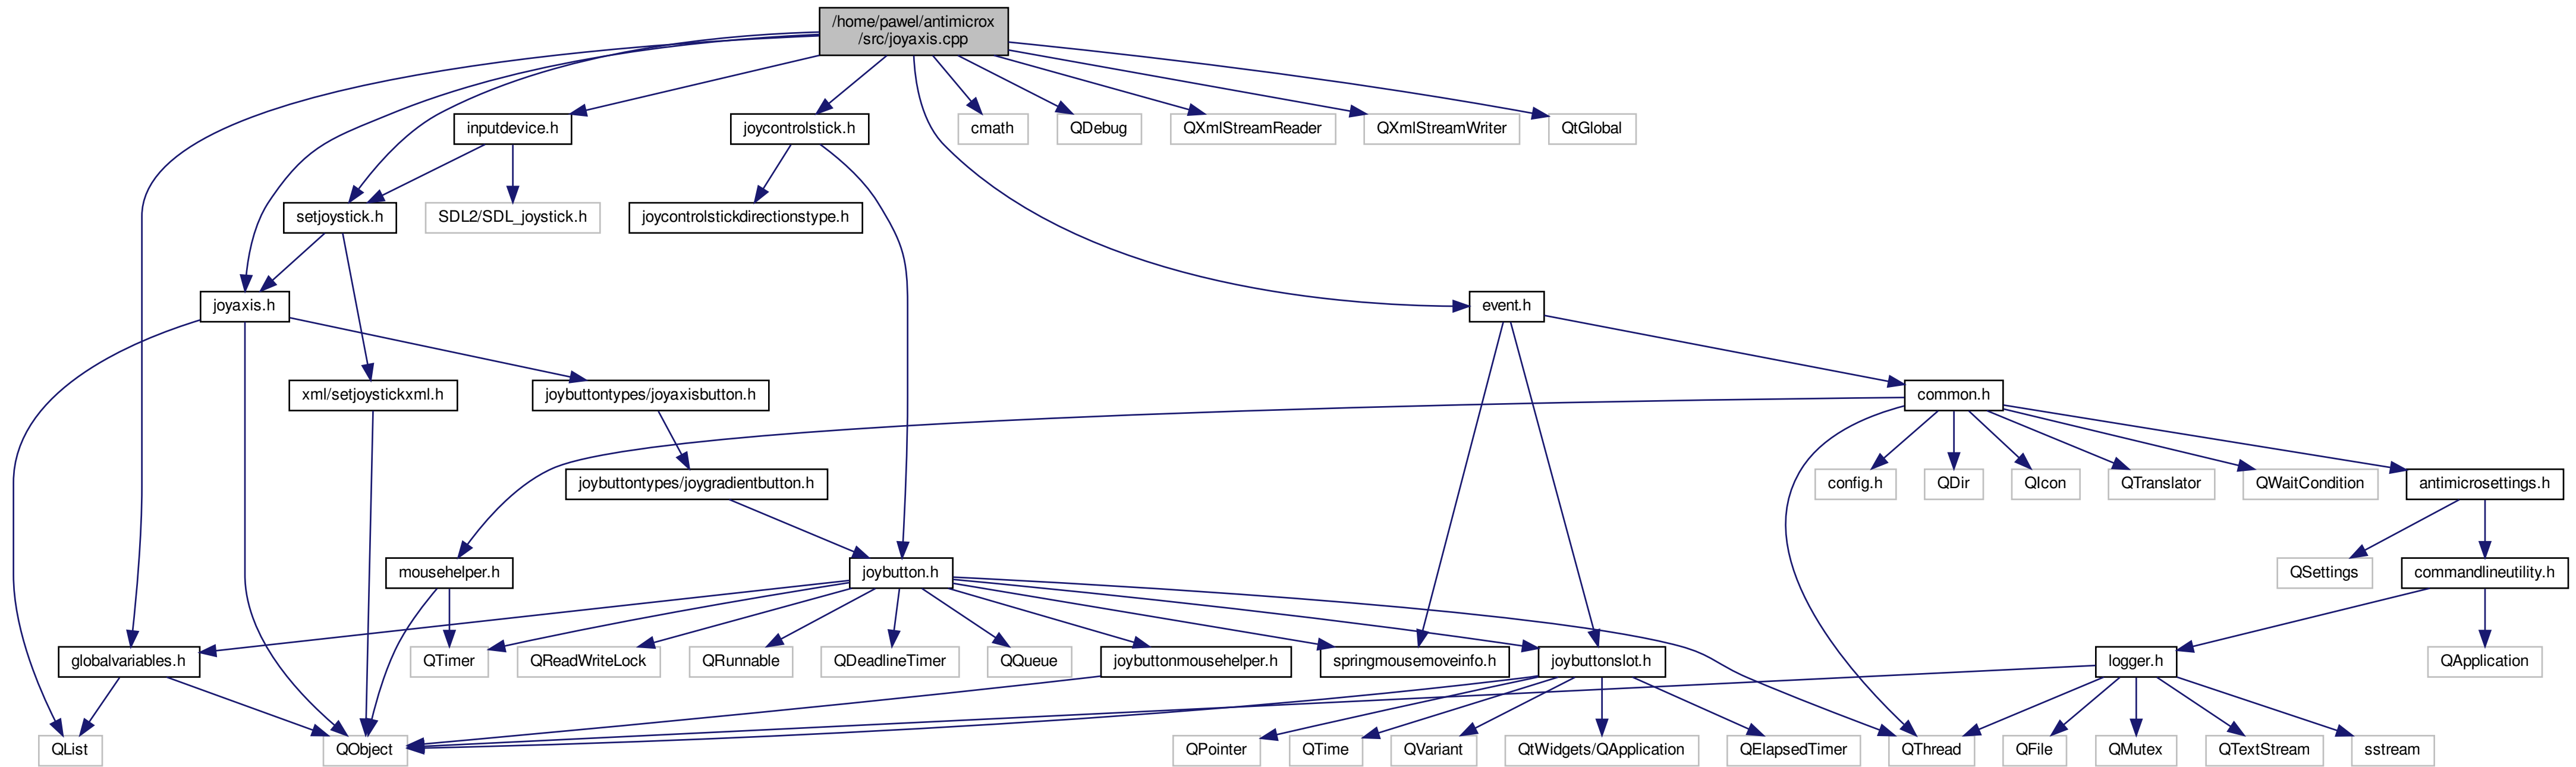 /home/pawel/antimicrox
/src/joyaxis.cpp
inputdevice.h
joycontrolstick.h
cmath
QDebug
QXmlStreamReader
QXmlStreamWriter
QtGlobal
setjoystick.h
SDL2/SDL_joystick.h
joycontrolstickdirectionstype.h
joyaxis.h
event.h
xml/setjoystickxml.h
joybuttontypes/joyaxisbutton.h
common.h
joybuttontypes/joygradientbutton.h
config.h
QDir
QIcon
QTranslator
QWaitCondition
antimicrosettings.h
mousehelper.h
joybutton.h
QSettings
commandlineutility.h
globalvariables.h
QTimer
QReadWriteLock
QRunnable
QDeadlineTimer
QQueue
joybuttonmousehelper.h
springmousemoveinfo.h
joybuttonslot.h
logger.h
QApplication
QList
QObject
QPointer
QTime
QVariant
QtWidgets/QApplication
QElapsedTimer
QThread
QFile
QMutex
QTextStream
sstream